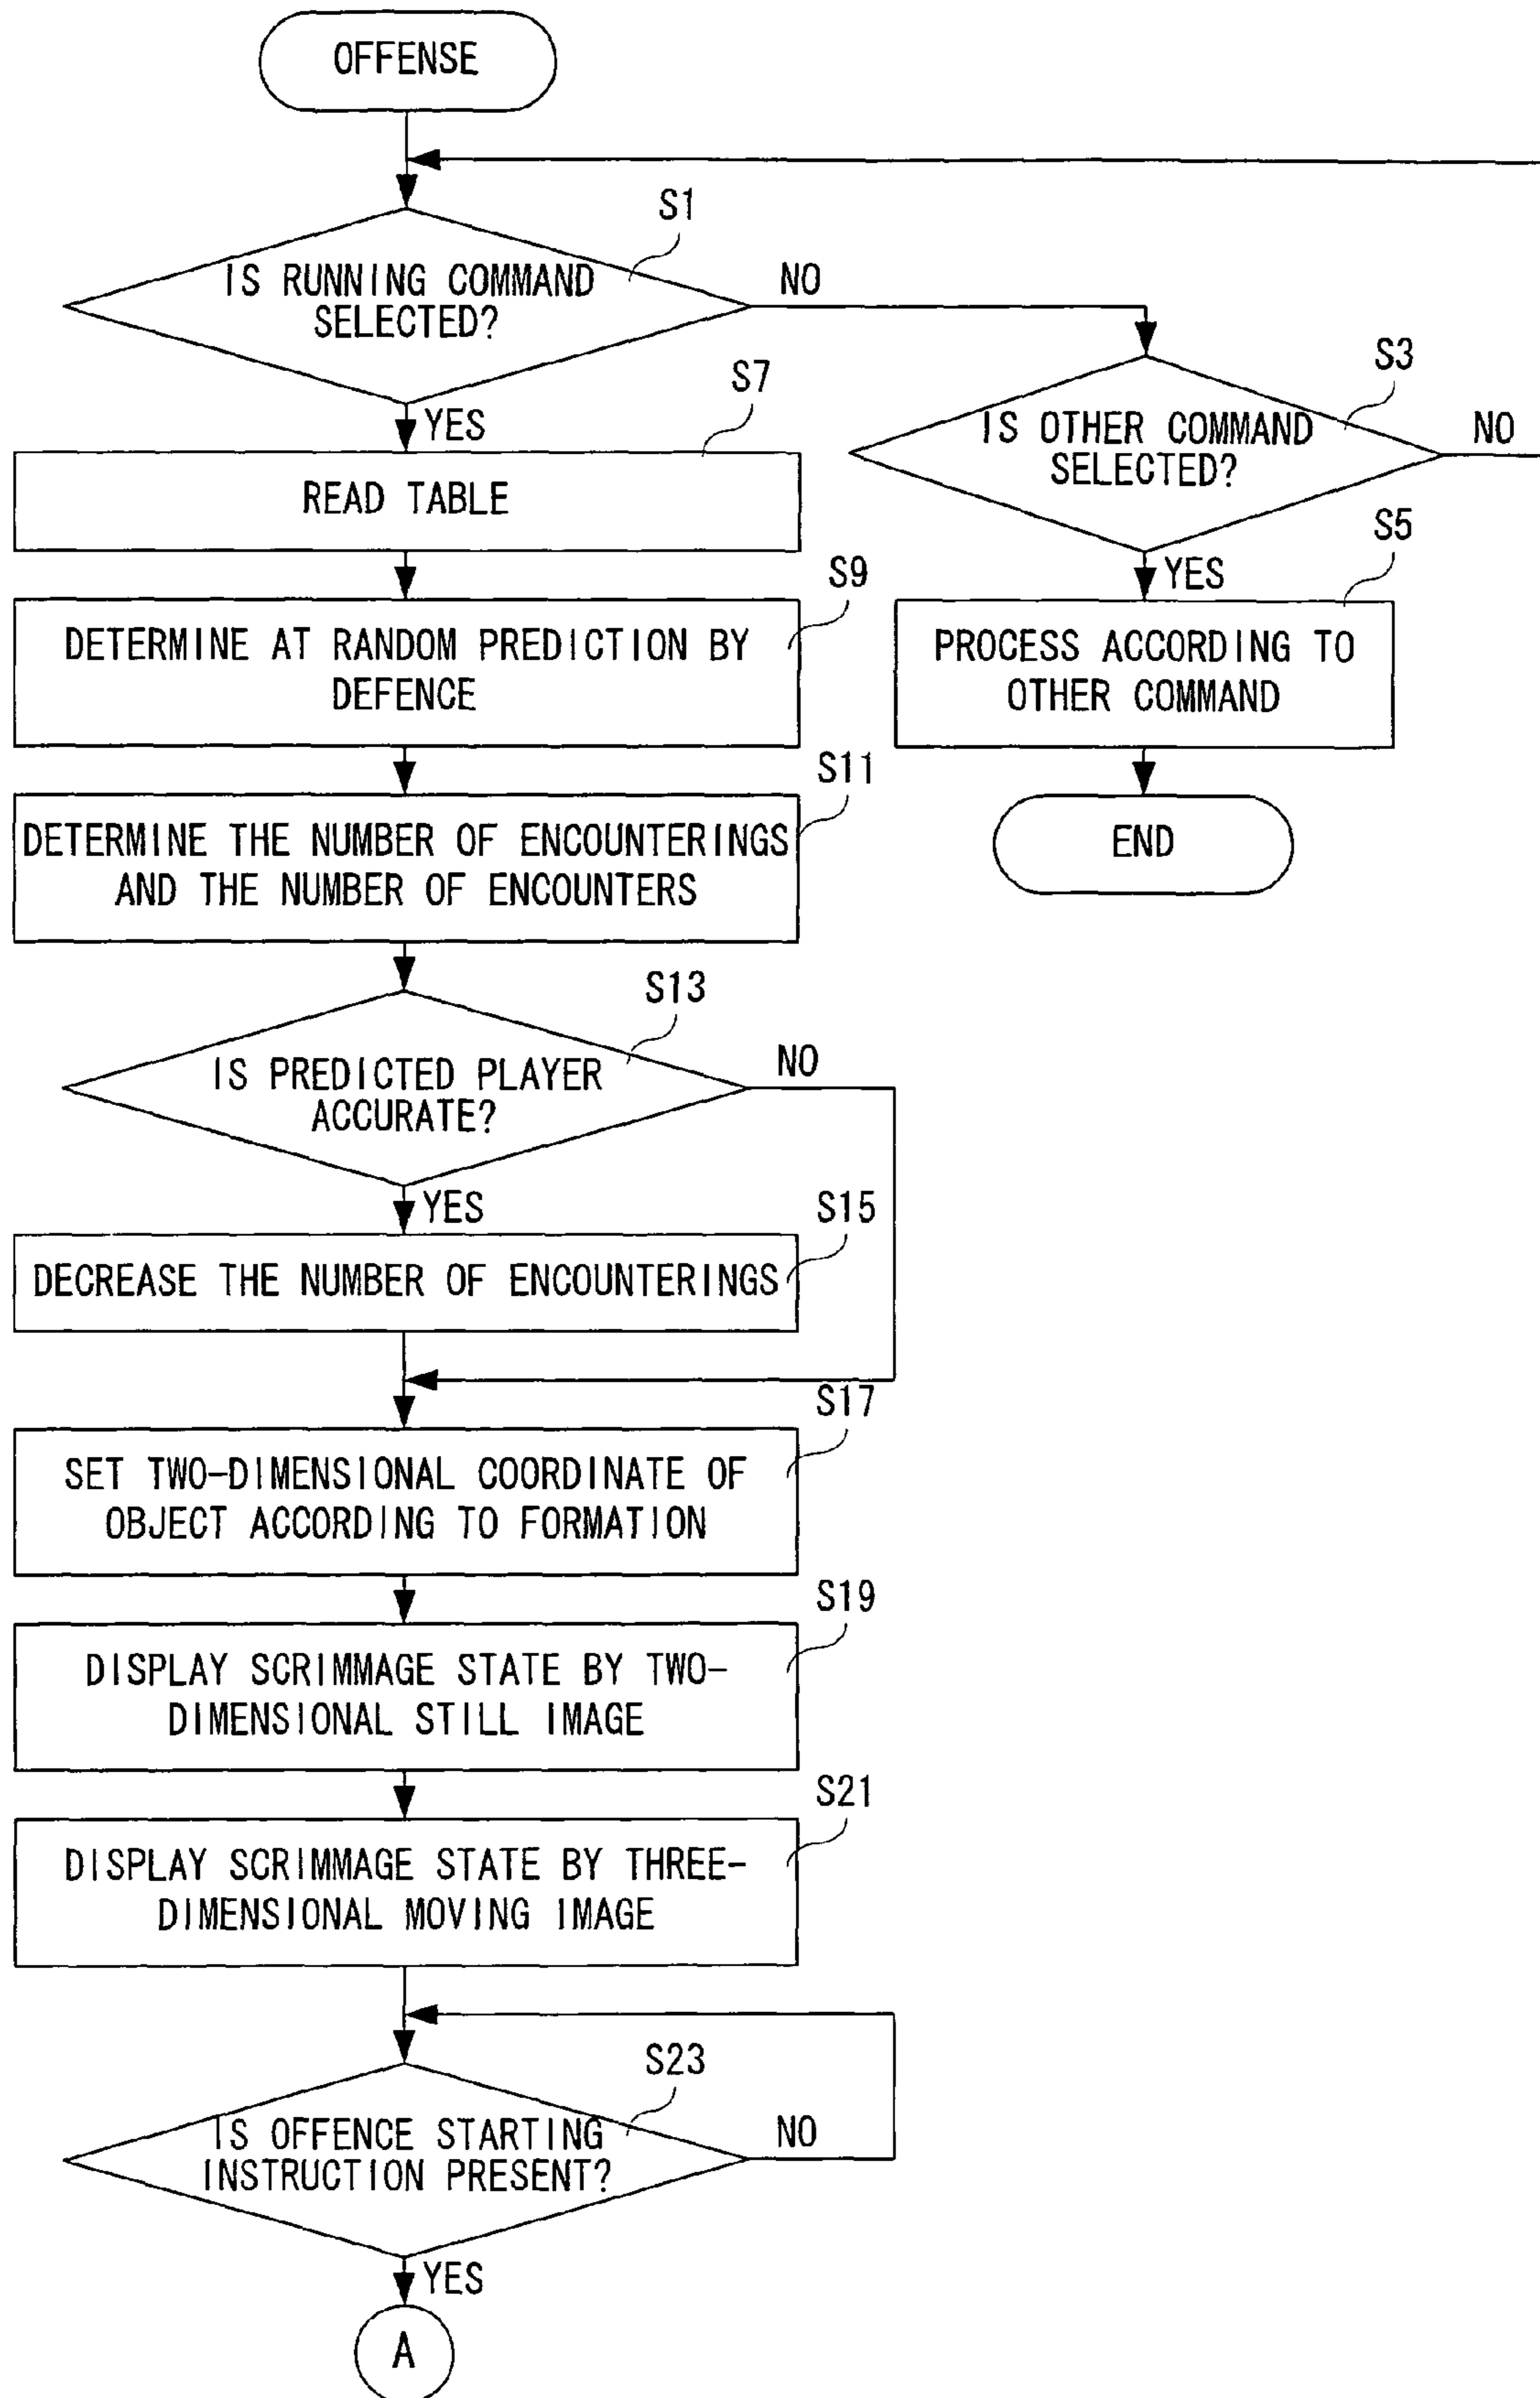 OFFENSE
S1
IS RUNNING COMMAND
SELECTED?
NO
YES
S3
IS OTHER COMMAND
SELECTED?
NO
YES
S5
PROCESS ACCORDING TO
OTHER COMMAND
END
S7
READ TABLE
S9
DETERMINE AT RANDOM PREDICTION BY
DEFENCE
S11
DETERMINE THE NUMBER OF ENCOUNTERINGS
AND THE NUMBER OF ENCOUNTERS
S13
IS PREDICTED PLAYER
ACCURATE?
NO
YES
S15
DECREASE THE NUMBER OF ENCOUNTERINGS
S17
SET TWO-DIMENSIONAL COORDINATE OF
OBJECT ACCORDING TO FORMATION
S19
DISPLAY SCRIMMAGE STATE BY TWO-
DIMENSIONAL STILL IMAGE
S21
DISPLAY SCRIMMAGE STATE BY THREE-
DIMENSIONAL MOVING IMAGE
S23
IS OFFENCE STARTING
INSTRUCTION PRESENT?
NO
YES
A